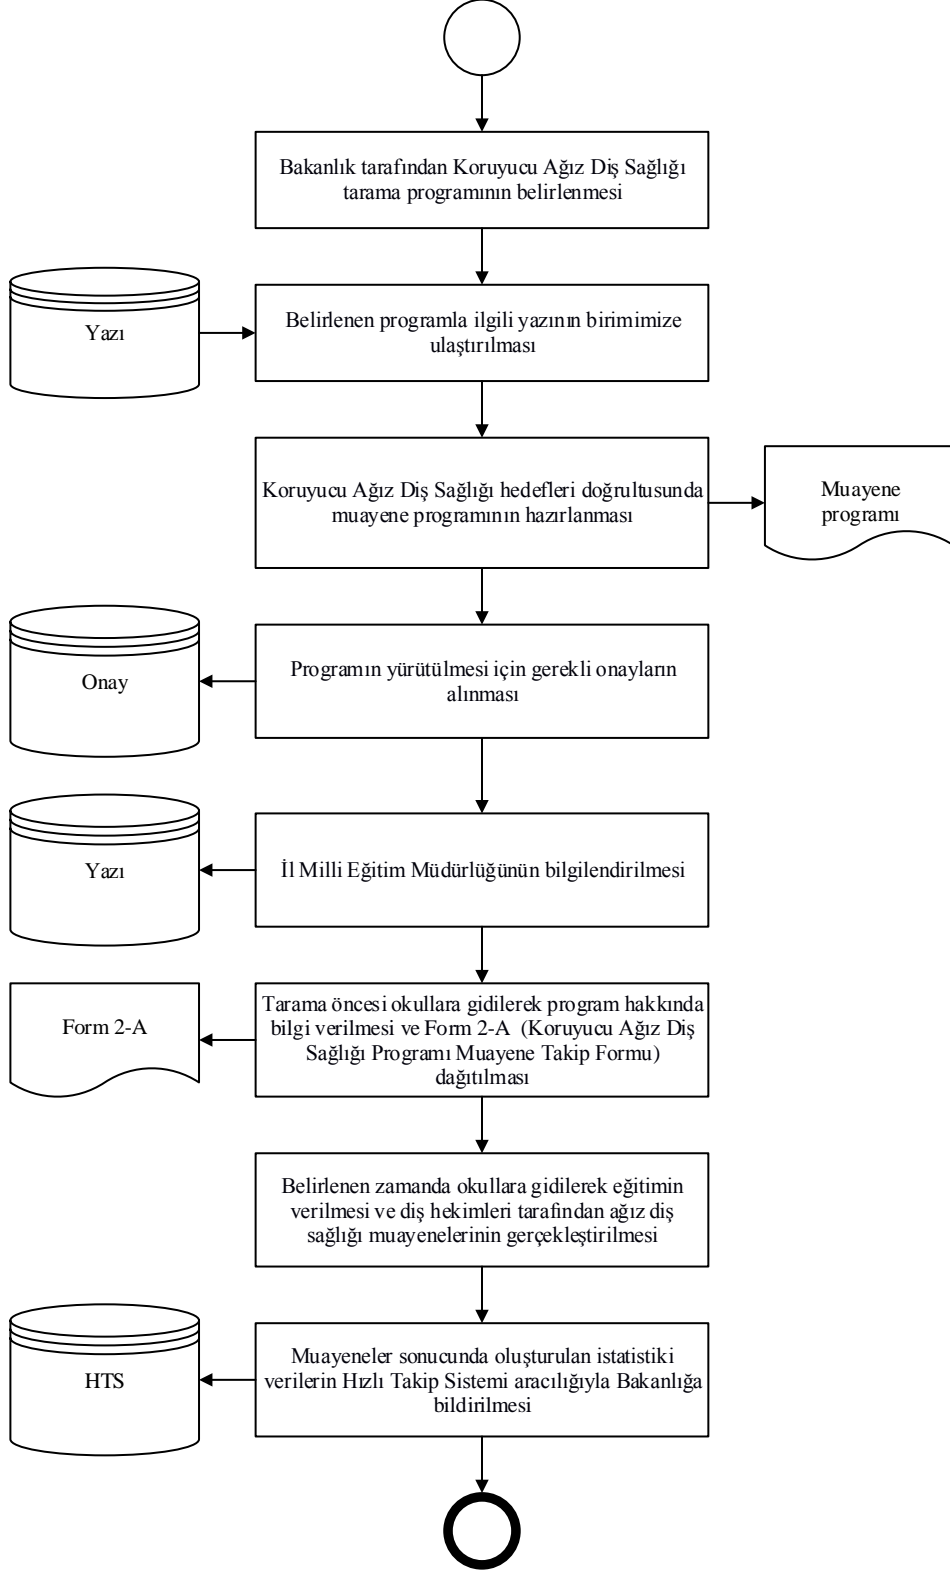 Bakanlık tarafından Koruyucu Ağız Diş Sağlığı
tarama programının belirlenmesi
Yazı
Belirlenen programla ilgili yazının birimimize
ulaştırılması
Koruyucu Ağız Diş Sağlığı hedefleri doğrultusunda
muayene programının hazırlanması
Muayene
programı
Onay
Programın yürütülmesi için gerekli onayların
alınması
Yazı
İl Milli Eğitim Müdürlüğünün bilgilendirilmesi
Form 2-A
Tarama öncesi okullara gidilerek program hakkında
bilgi verilmesi ve Form 2-A (Koruyucu Ağız Diş
Sağlığı Programı Muayene Takip Formu)
dağıtılması
Belirlenen zamanda okullara gidilerek eğitimin
verilmesi ve diş hekimleri tarafından ağız diş
sağlığı muayenelerinin gerçekleştirilmesi
HTS
Muayeneler sonucunda oluşturulan istatistiki
verilerin Hızlı Takip Sistemi aracılığıyla Bakanlığa
bildirilmesi